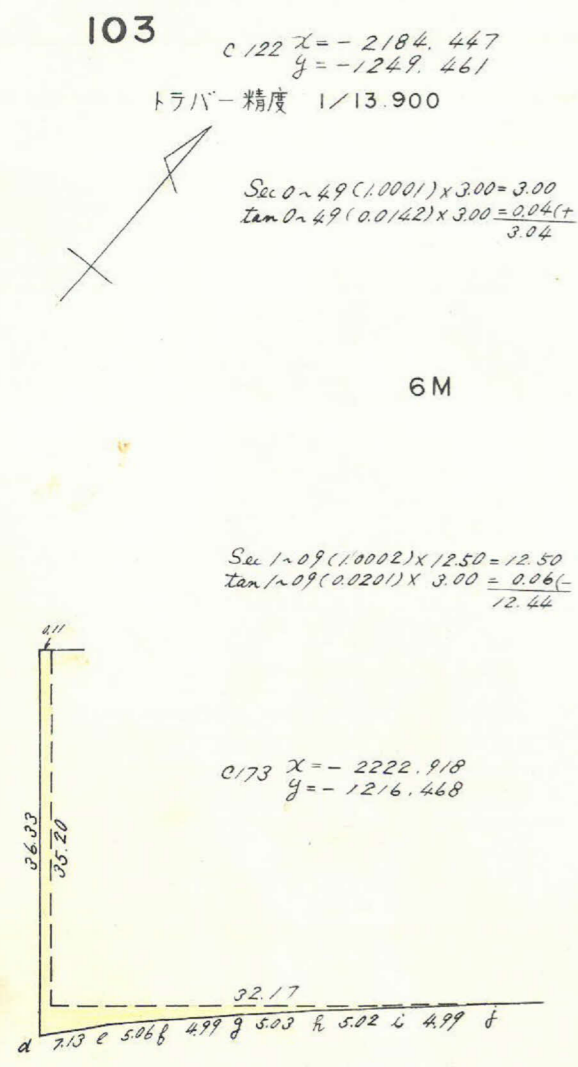 103
C122 x = - 2184. 447
y = -1249. 461
トラバー精度 1/13.900
Sec 0~49 (1.0001) x 3.00 = 3.00
tan 0~49 (0.0142) x 3.00 = 0.04 (+
3.04
6M
Sec 1~09 (1.0002) x 12.50 = 12.50
tan 1~09 (0.0201) x 3.00 = 0.06 (-
12.44
0.11
C173 x = - 2222.918
y = - 1216.468
36.33
35.20
32.17
d 7.13 e 5.06 f 4.99 g 5.03 h 5.02 i 4.99 j